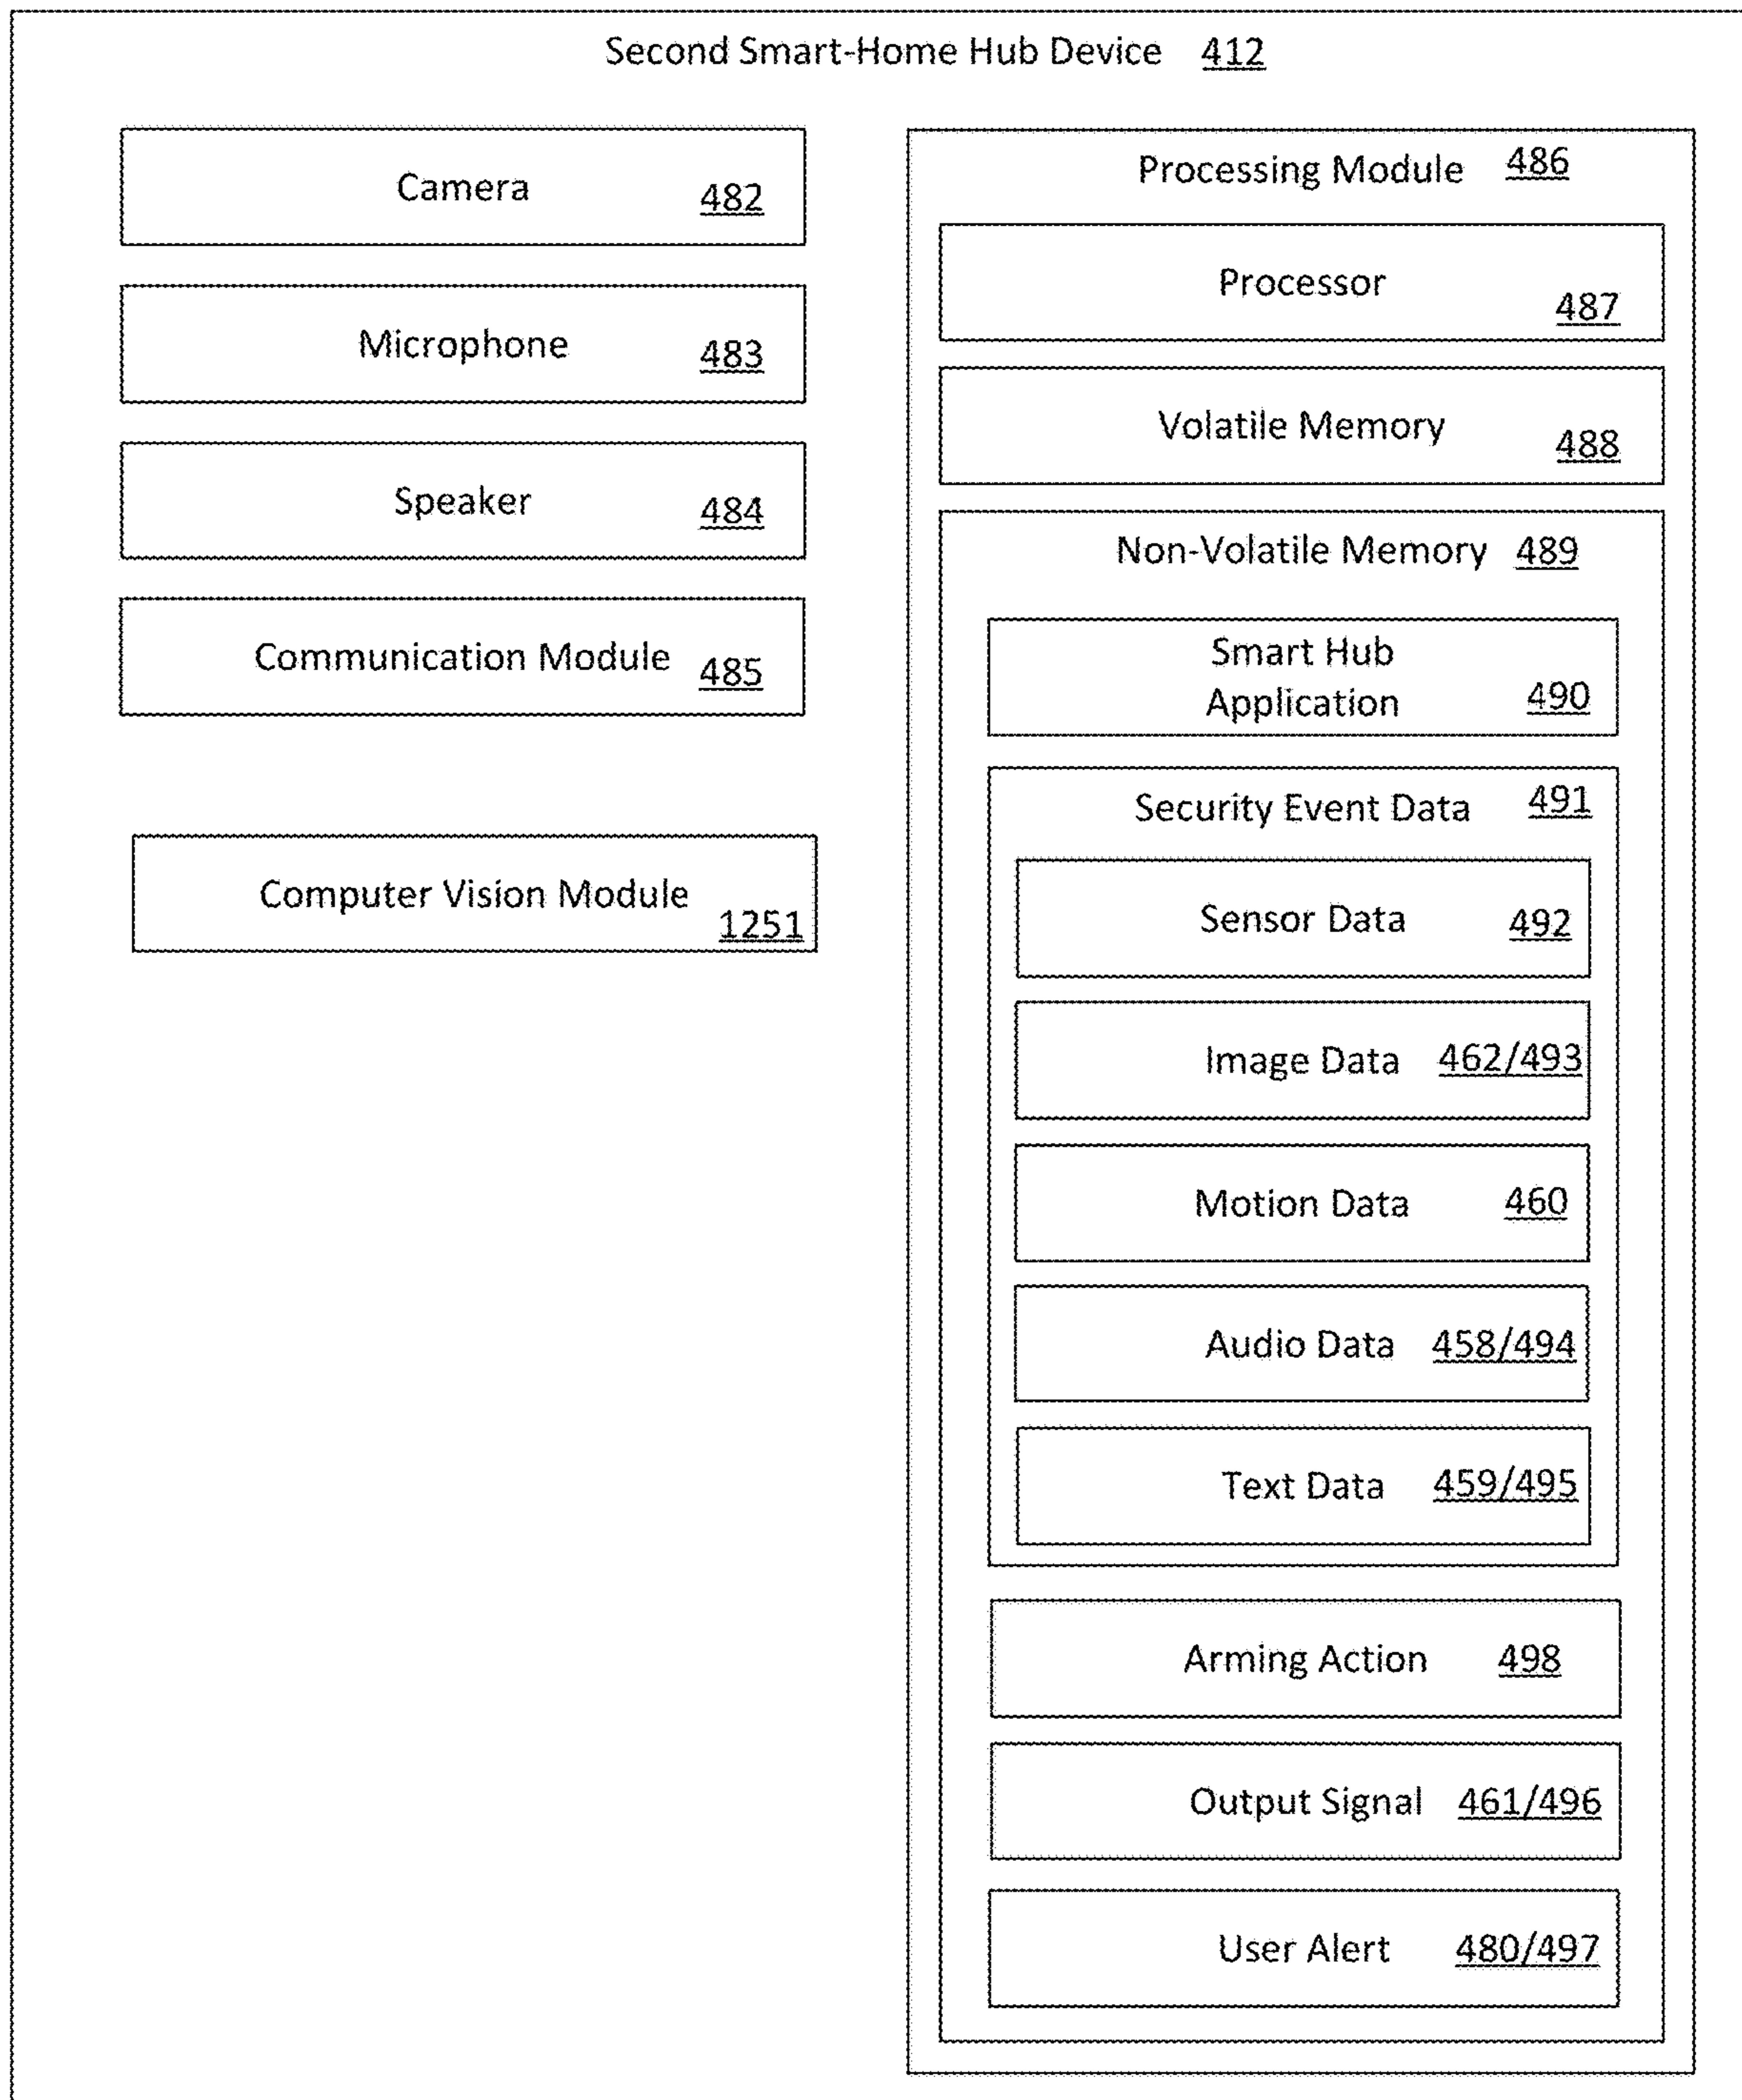 Second Smart-Home Hub Device 412
Camera 482
Microphone 483
Speaker 484
Communication Module 485
Computer Vision Module 1251
Processing Module 486
Processor 487
Volatile Memory 488
Non-Volatile Memory 489
Smart Hub
Application 490
Security Event Data 491
Sensor Data 492
Image Data 462/493
Motion Data 460
Audio Data 458/494
Text Data 459/495
Arming Action 498
Output Signal 461/496
User Alert 480/497